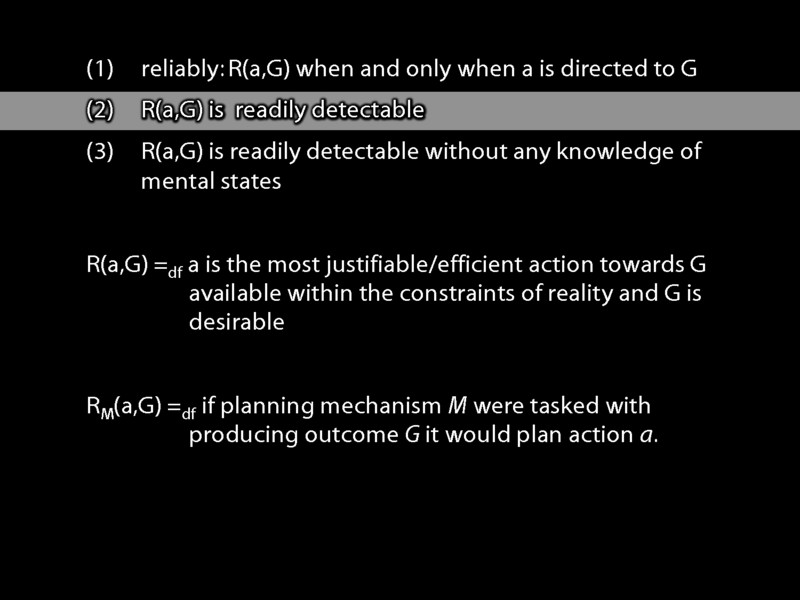 (1) reliably: R(a,G) when and only when a is directed to G
(2) R(a,G) is readily detectable
(3) R(a,G) is readily detectable without any knowledge of
mental states
R(a,G) =df a is the most justifiable/efficient action towards G
available within the constraints of reality and G is
desirable
RM(a,G) =df if planning mechanism M were tasked with
producing outcome G it would plan action a.